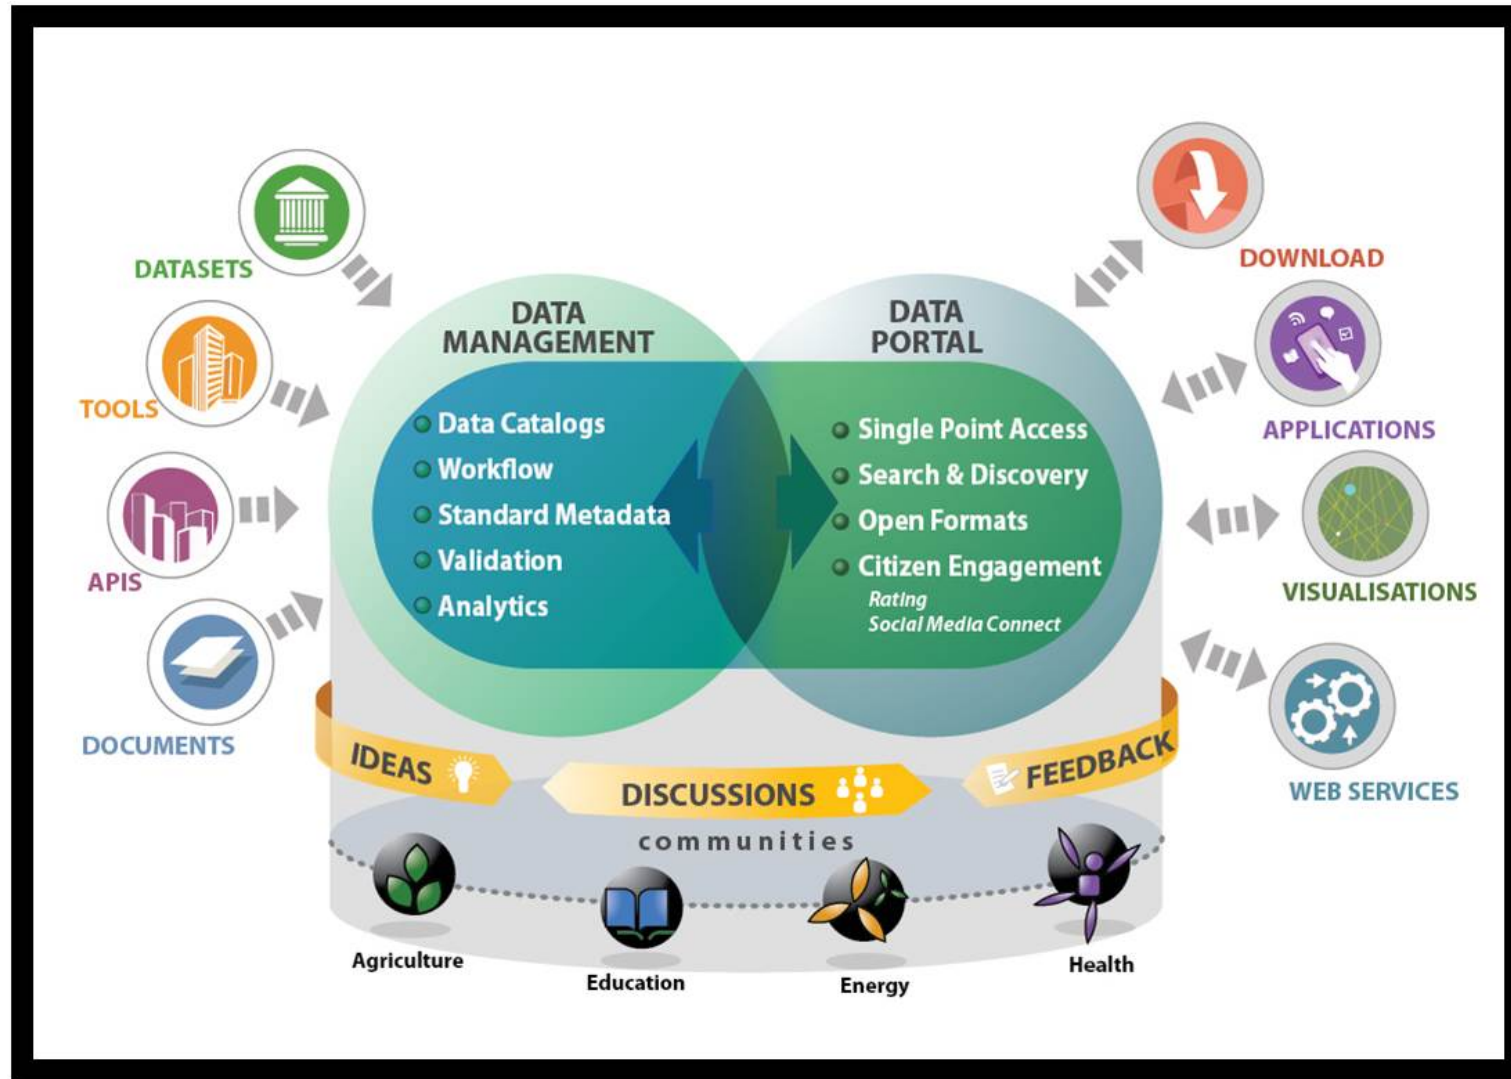 DATASETS
TOOLS
APIS
DOCUMENTS
DATA
MANAGEMENT
Data Catalogs
Workflow
Standard Metadata
Validation
Analytics
DATA
PORTAL
Single Point Access
Search & Discovery
Open Formats
Citizen Engagement
Rating
Social Media Connect
DOWNLOAD
APPLICATIONS
VISUALISATIONS
WEB SERVICES
IDEAS
DISCUSSIONS
FEEDBACK
communities
Agriculture
Education
Energy
Health